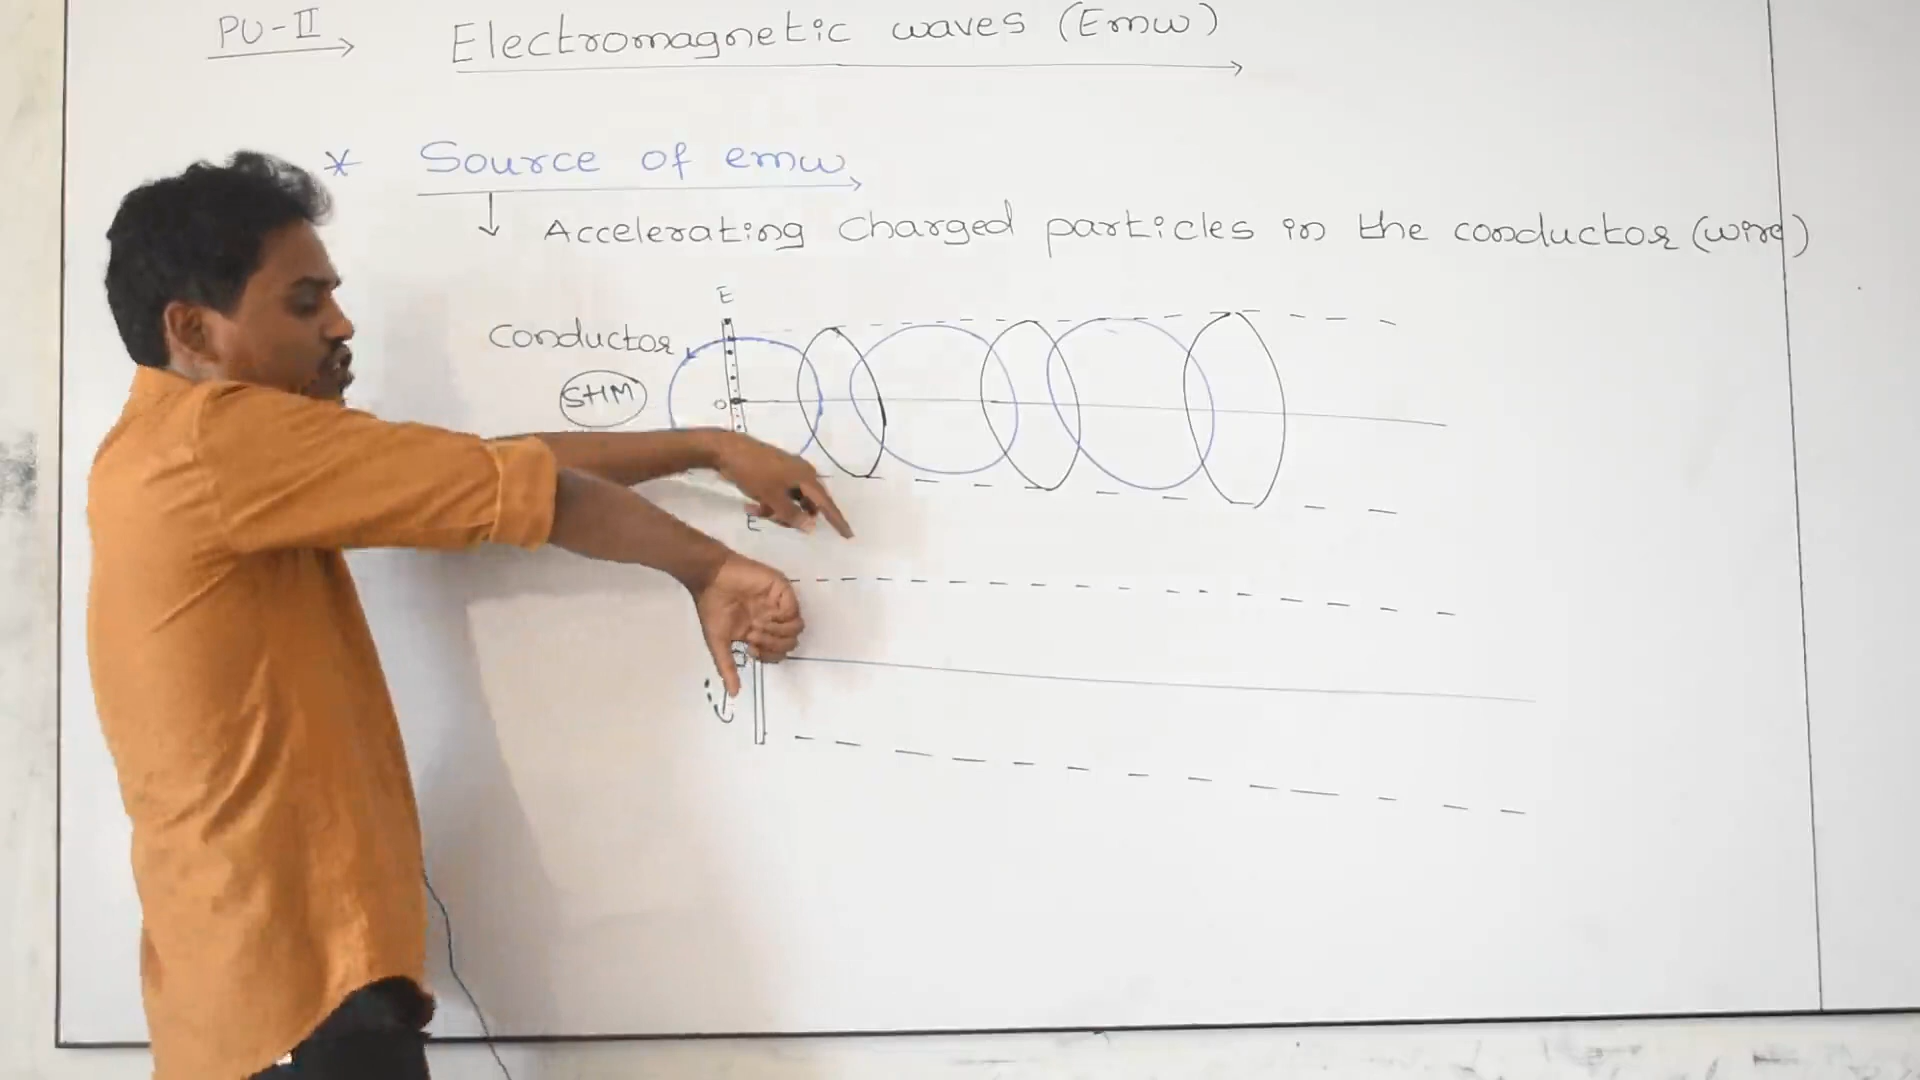 PU-II
Electromagnetic waves (Emw)
* Source of emw
Accelerating charged particles in the conductor (wire)
E
conductor
SHM
O
E